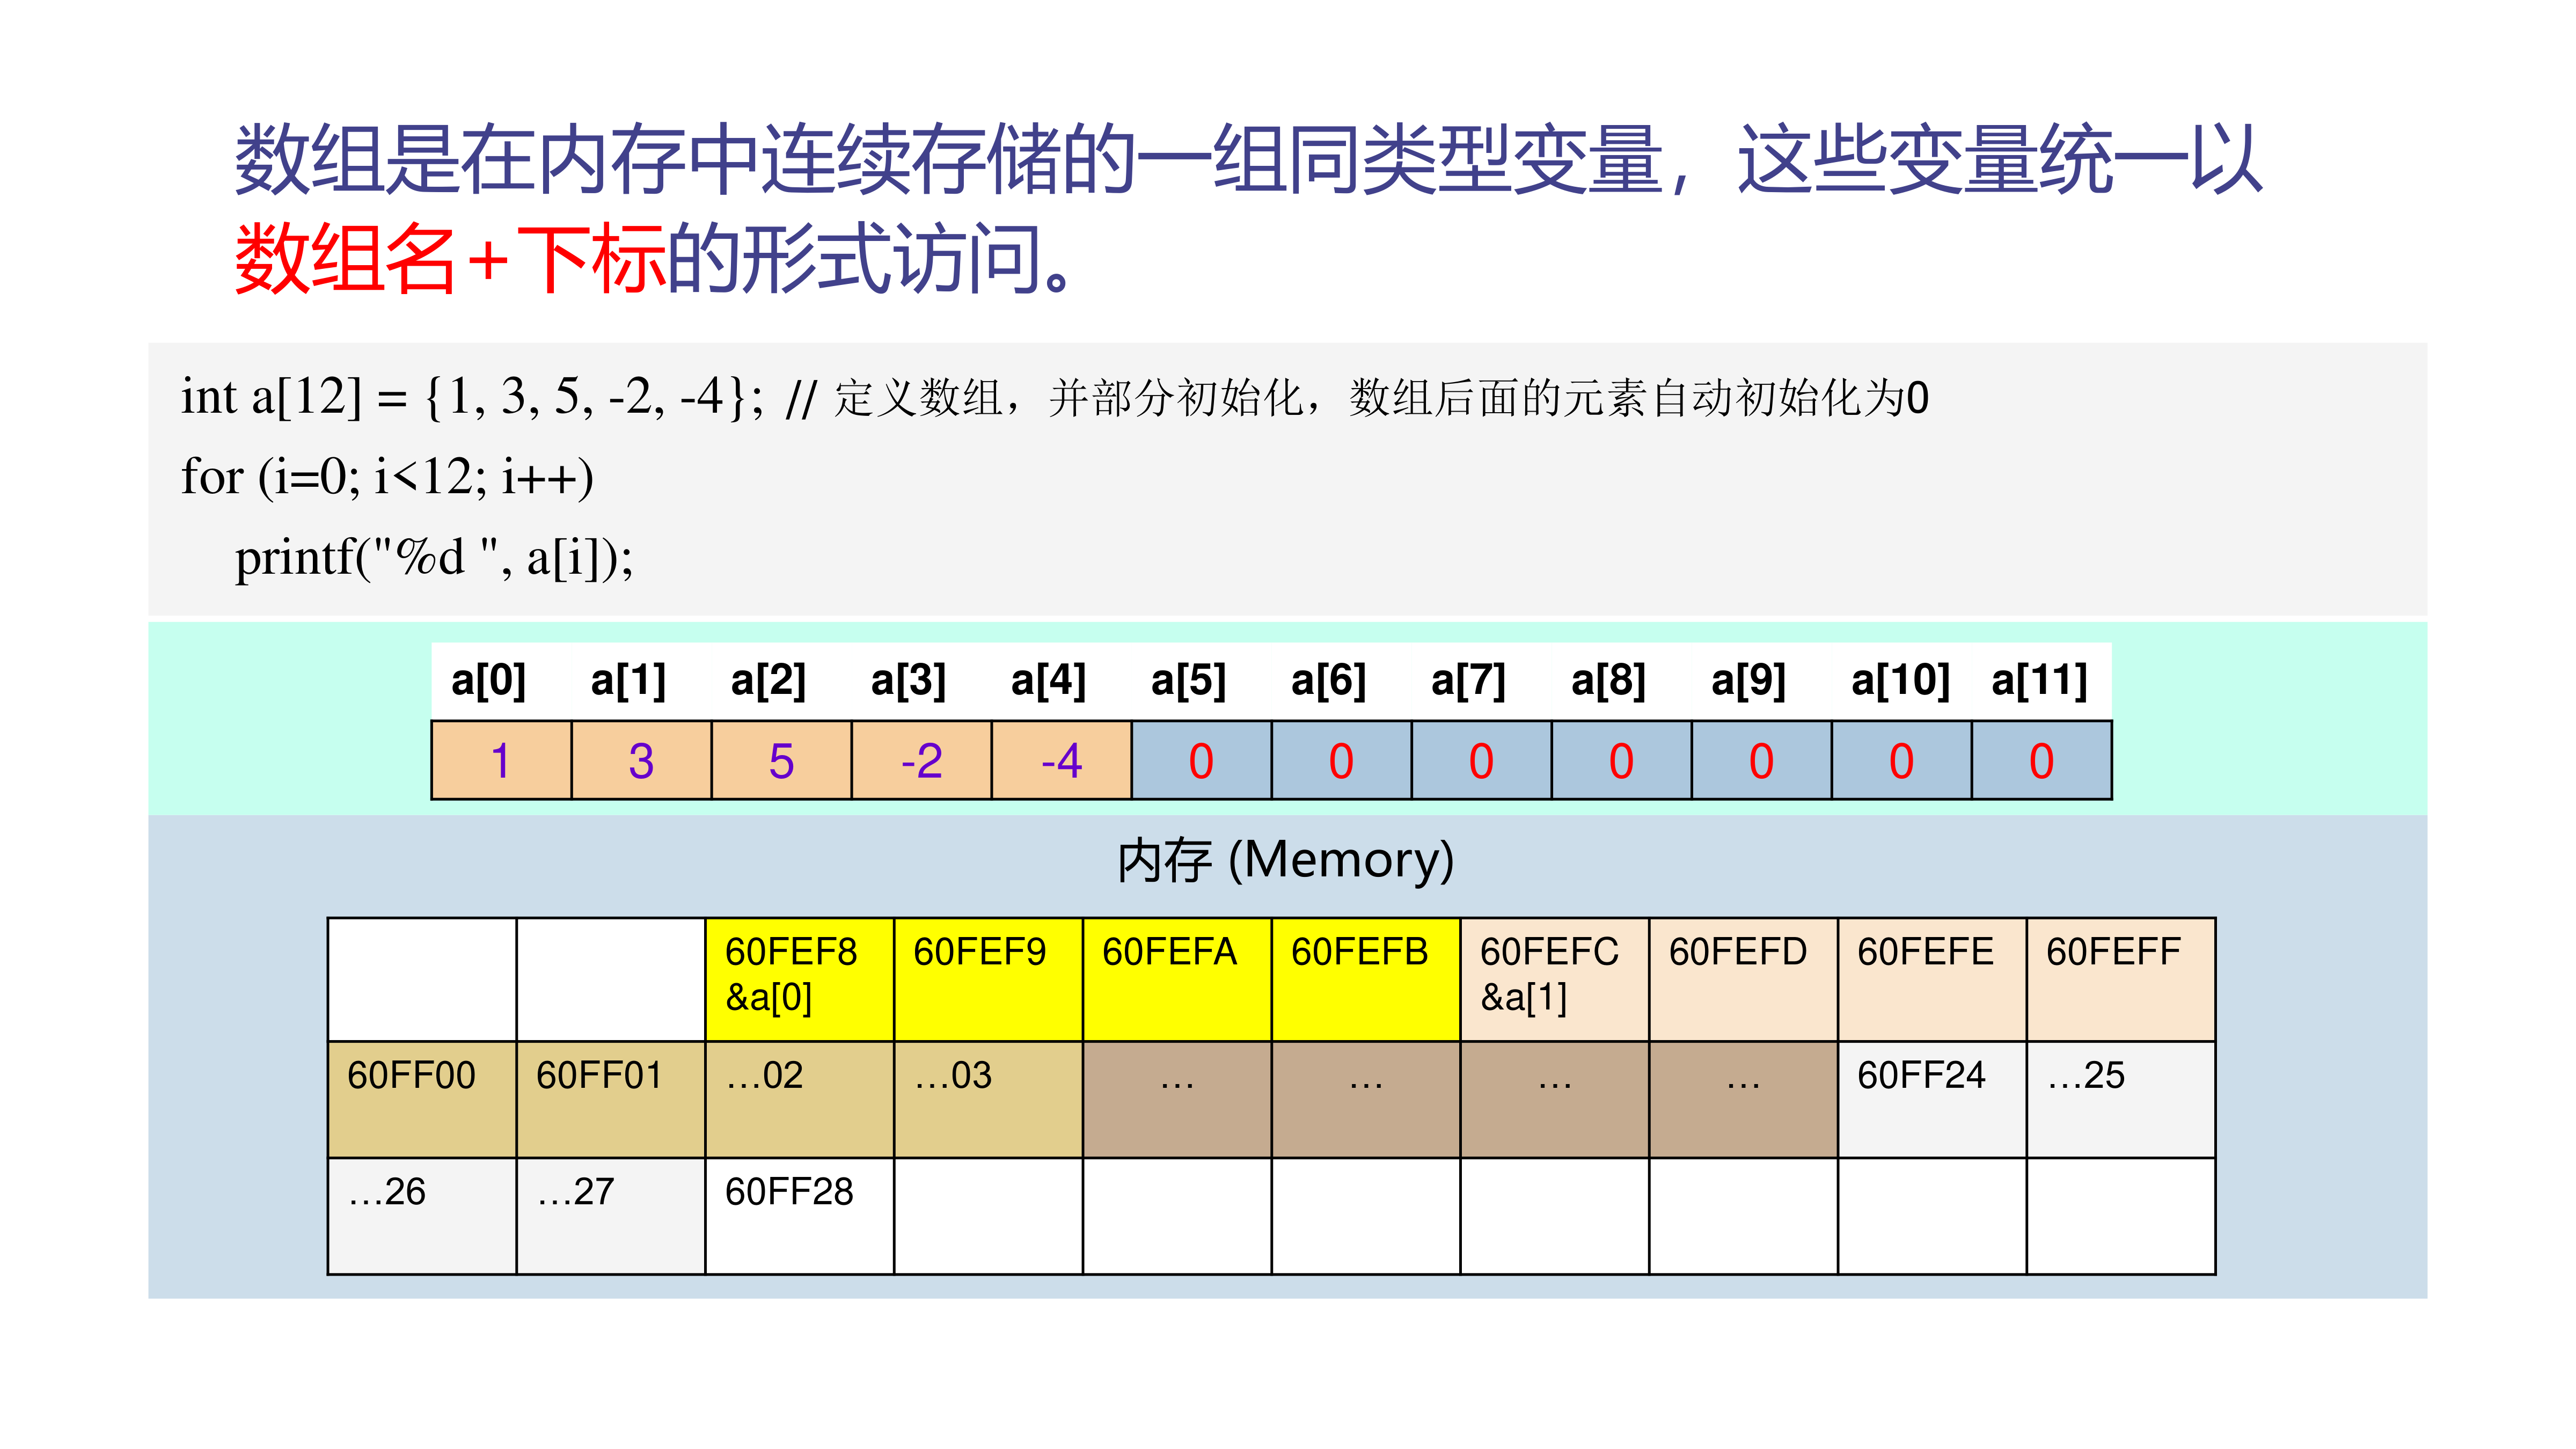 数组是在内存中连续存储的一组同类型变量，这些变量统一以
数组名+下标的形式访问。
int a[12] = {1, 3, 5, -2, -4}; // 定义数组，并部分初始化，数组后面的元素自动初始化为0
for (i=0; i<12; i++)
printf("%d ", a[i]);
a[0] a[1] a[2] a[3] a[4] a[5] a[6] a[7] a[8] a[9] a[10] a[11]
1 3 5 -2 -4 0 0 0 0 0 0 0
内存 (Memory)
60FEF8 60FEF9 60FEFA 60FEFB 60FEFC 60FEFD 60FEFE 60FEFF
&a[0] &a[1]
60FF00 60FF01 …02 …03 … … … … 60FF24 …25
…26 …27 60FF28